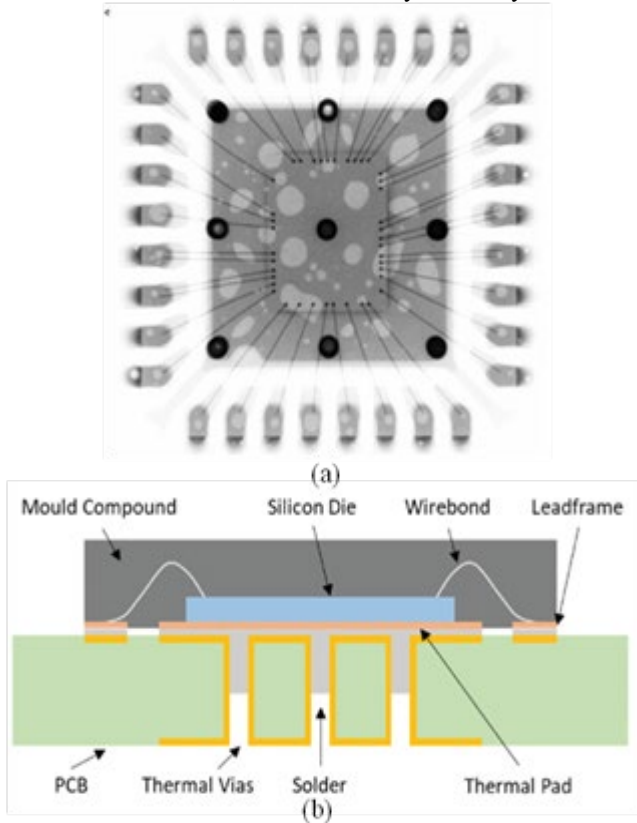 (a)
Mould Compound Silicon Die Wirebond Leadframe
PCB Thermal Vias Solder Thermal Pad
(b)